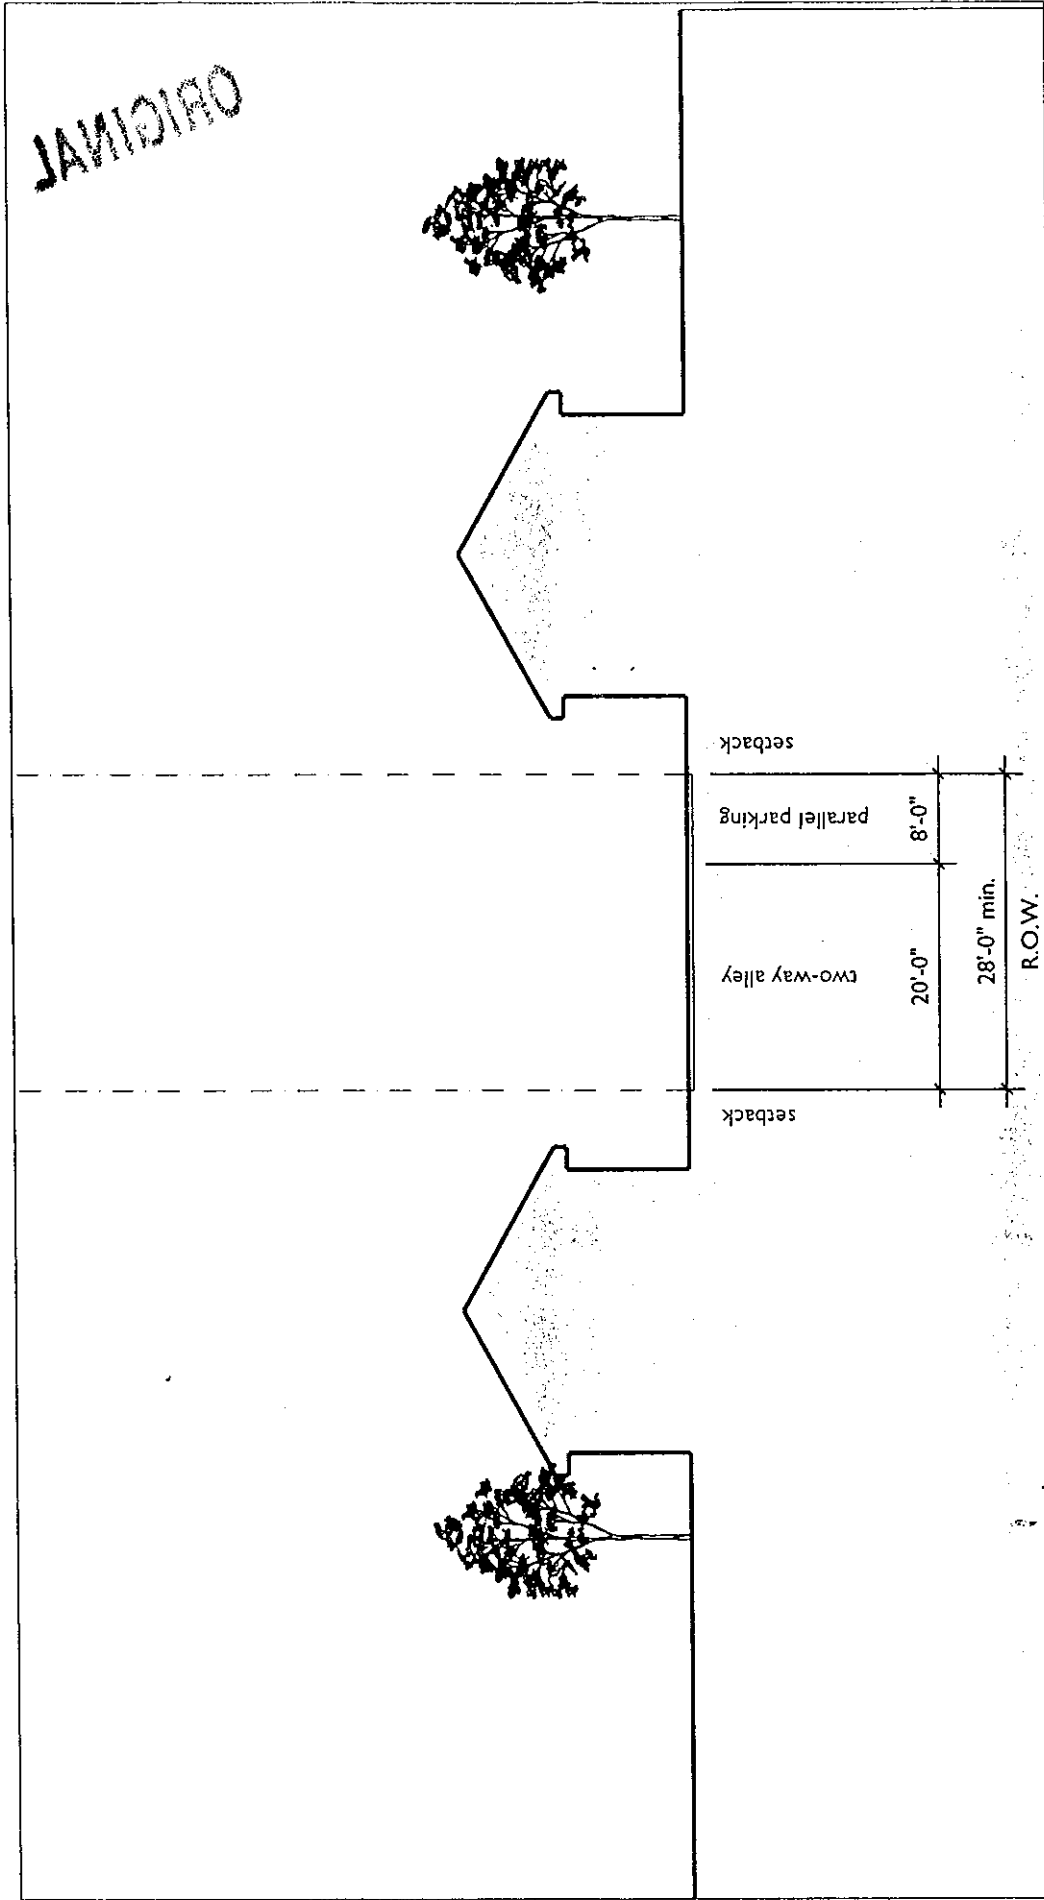 ORIGINAL
setback
two-way alley
parallel parking
setback
20'-0"
8'-0"
28'-0" min.
R.O.W.